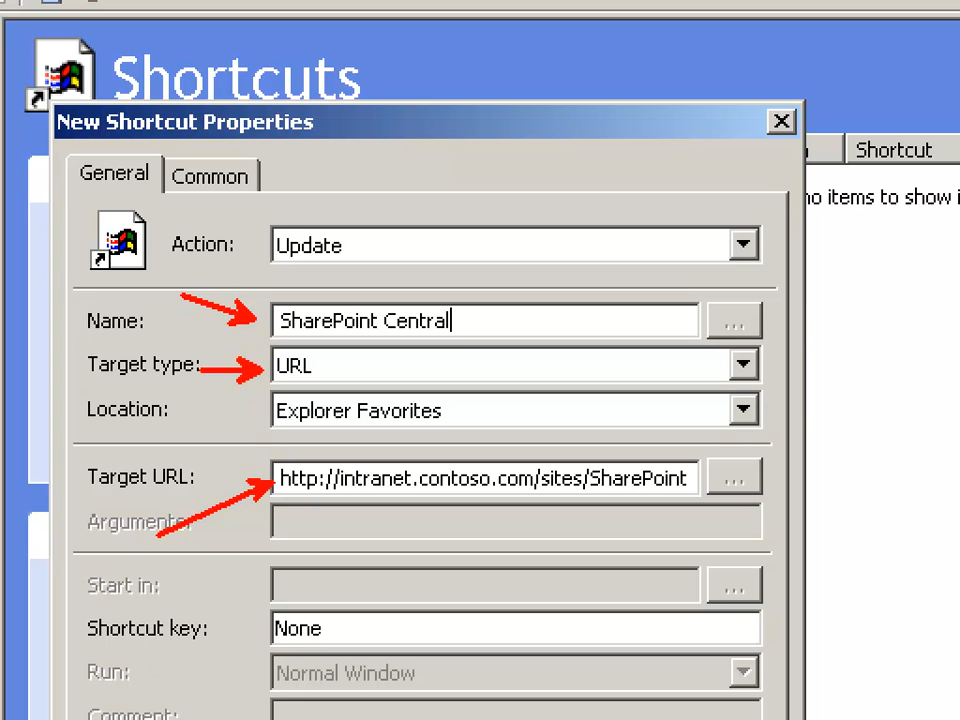 Shortcuts
New Shortcut Properties
Shortcut
General
Common
no items to show i
Action:
Update
Name:
SharePoint Central
...
Target type:
URL
Location:
Explorer Favorites
Target URL:
http://intranet.contoso.com/sites/SharePoint
...
Arguments:
Start in:
...
Shortcut key:
None
Run:
Normal Window
Comment: